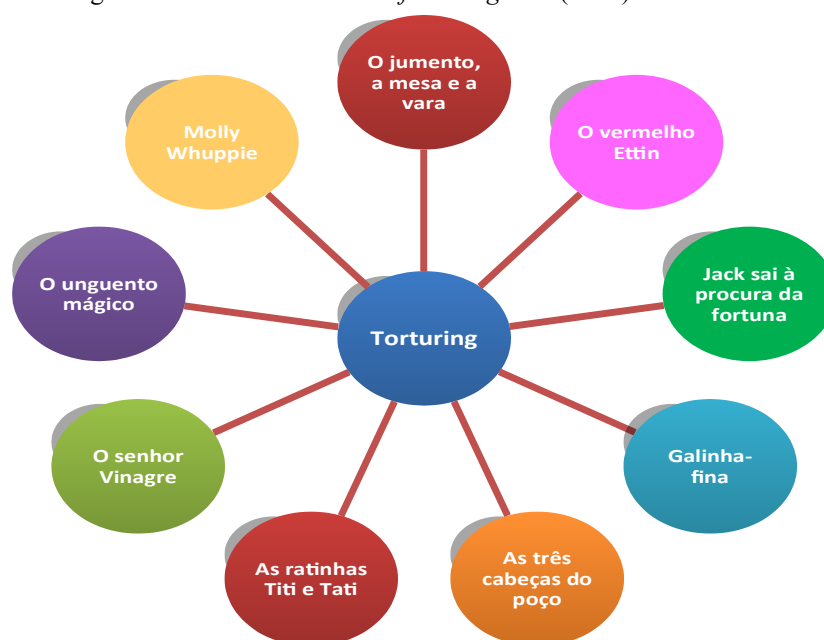 O jumento,
a mesa e a
vara
O vermelho
Ettin
Jack sai à
procura da
fortuna
Galinha-
fina
As três
cabeças do
poço
As ratinhas
Titi e Tati
O senhor
Vinagre
O unguento
mágico
Molly
Whuppie
Torturing